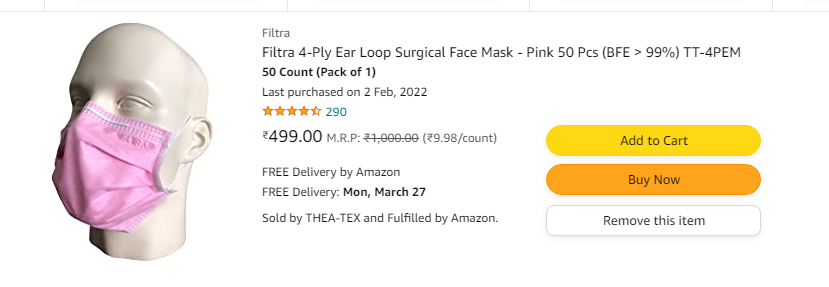 Filtra
Filtra 4-Ply Ear Loop Surgical Face Mask - Pink 50 Pcs (BFE > 99%) TT-4PEM
50 Count (Pack of 1)
Last purchased on 2 Feb, 2022
290
₹499.00 M.R.P: ₹1,000.00 (₹9.98/count)
FREE Delivery by Amazon
FREE Delivery: Mon, March 27
Sold by THEA-TEX and Fulfilled by Amazon.
Add to Cart
Buy Now
Remove this item